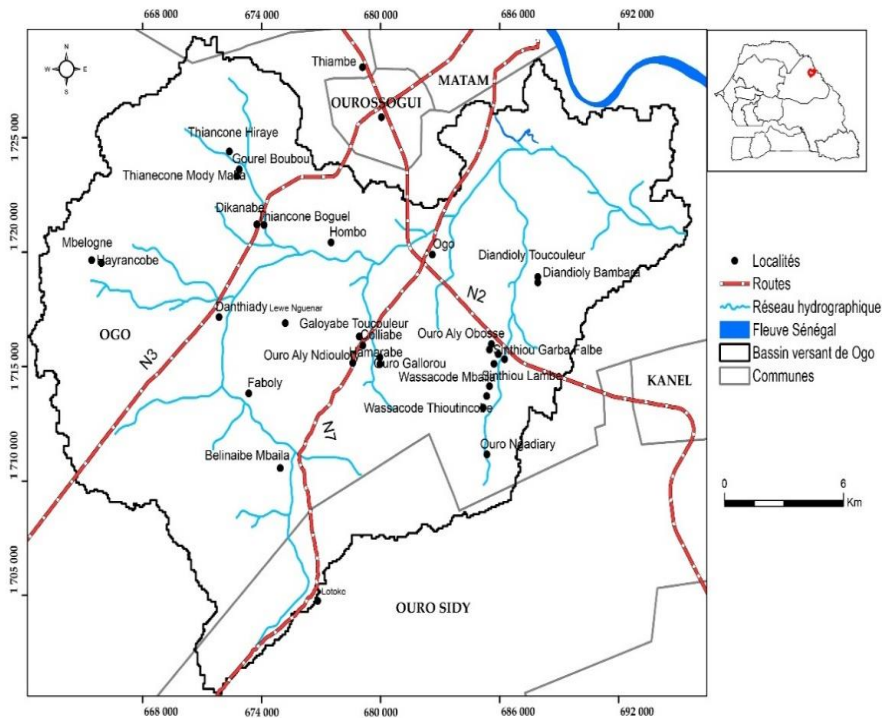 668 000 674 000 680 000 686 000 692 000
N
W E
S
Thiambe
MATAM
OUROSSOGUI
1 725 000
Thiancone Hiraye
Gourel Boubou
Thianecone Mody Maka
1 720 000
Dikanabe
Thiancone Boguel
Hombo
Mbelogne
Hayrancobe
Ogo
Diandioly Toucouleur
Diandioly Bambara
N2
Danthiady
Lewe Nguenar
OGO
N3
Galoyabe Toucouleur
Colliabe
Ouro Aly Obosse
Sinthiou Garba Falbe
1 715 000
Ouro Aly Ndioulou
Hamarabe
Ouro Gallorou
Wassacode Mbaila
Sinthiou Lambe
KANEL
Faboly
Wassacode Thioutincobe
N7
1 710 000
Belinaibe Mbaila
Ouro Ngadiary
1 705 000
Lotoko
OURO SIDY
668 000 674 000 680 000 686 000 692 000
Localités
Routes
Réseau hydrographique
Fleuve Sénégal
Bassin versant de Ogo
Communes
0 6
Km